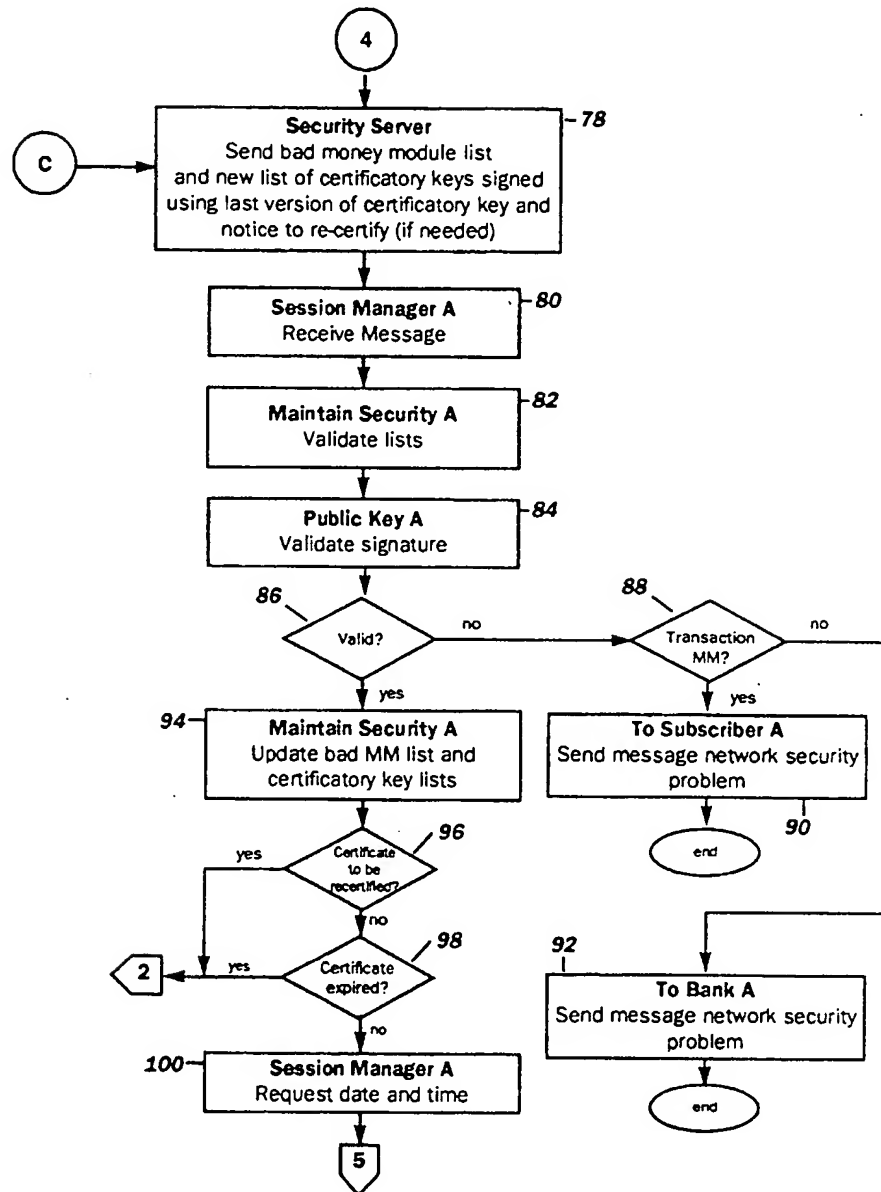 4
C
Security Server
78
Send bad money module list
and new list of certificatory keys signed
using last version of certificatory key and
notice to re-certify (if needed)
Session Manager A
80
Receive Message
Maintain Security A
82
Validate lists
Public Key A
84
Validate signature
86
Valid?
no
88
Transaction
MM?
no
yes
yes
94
Maintain Security A
Update bad MM list and
certificatory key lists
To Subscriber A
Send message network security
problem
90
end
96
Certificate
to be
recertified?
yes
no
98
Certificate
expired?
yes
2
no
92
To Bank A
Send message network security
problem
end
100
Session Manager A
Request date and time
5